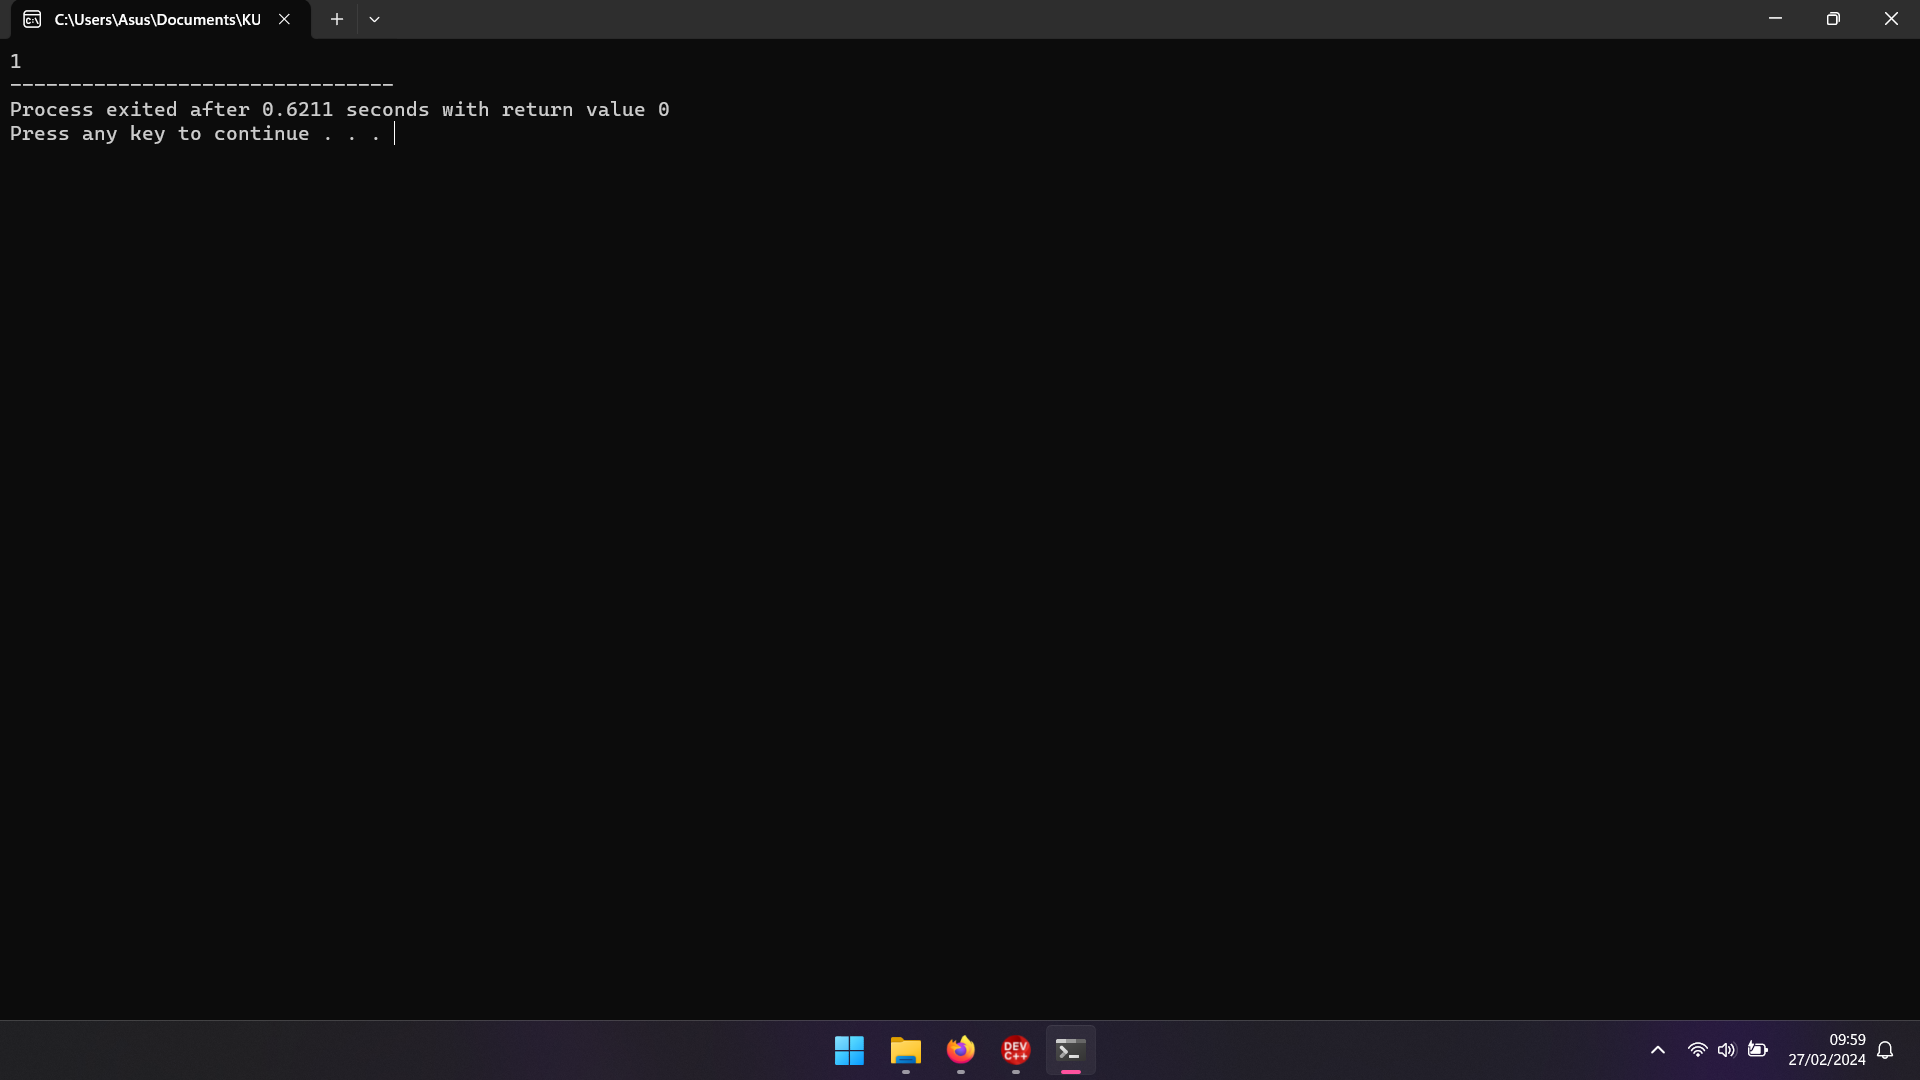 C:\Users\Asus\Documents\KU
1
--------------------------------
Process exited after 0.6211 seconds with return value 0
Press any key to continue . . .
DEV
C++
09:59
27/02/2024